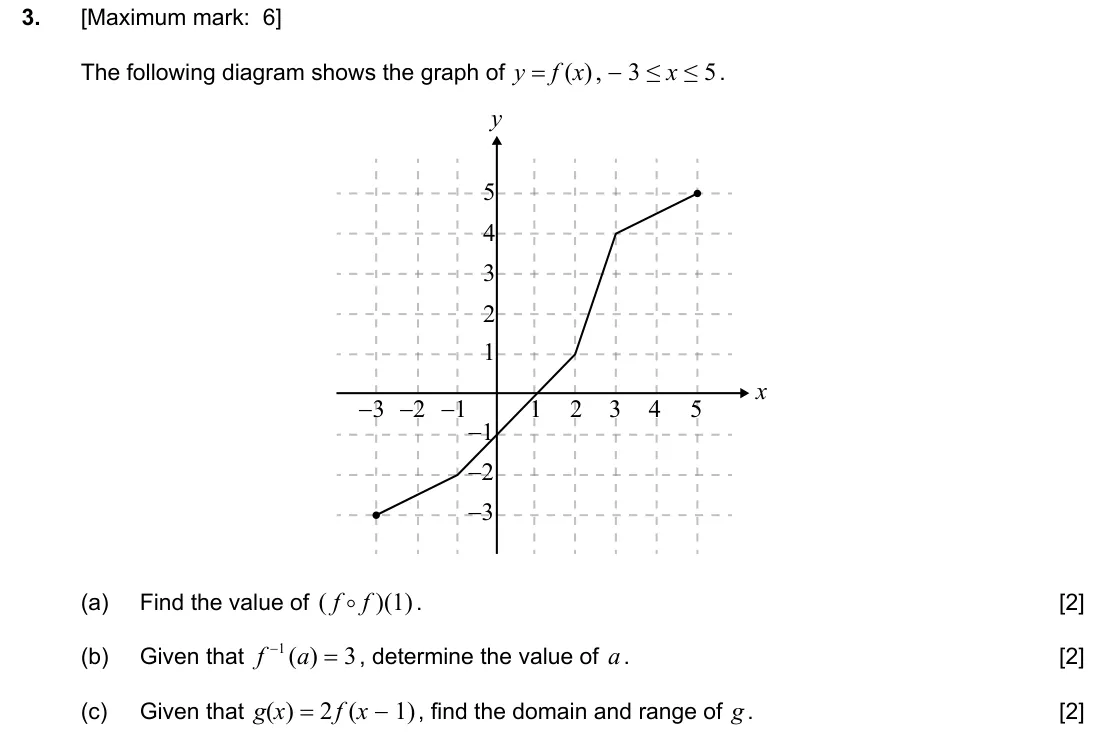 3. [Maximum mark: 6]
The following diagram shows the graph of y = f(x), − 3 ≤ x ≤ 5.
y
5
4
3
2
1
−3 −2 −1 1 2 3 4 5 x
−1
−2
−3
(a) Find the value of (f ∘ f)(1). [2]
(b) Given that f⁻¹(a) = 3, determine the value of a. [2]
(c) Given that g(x) = 2f(x − 1), find the domain and range of g. [2]